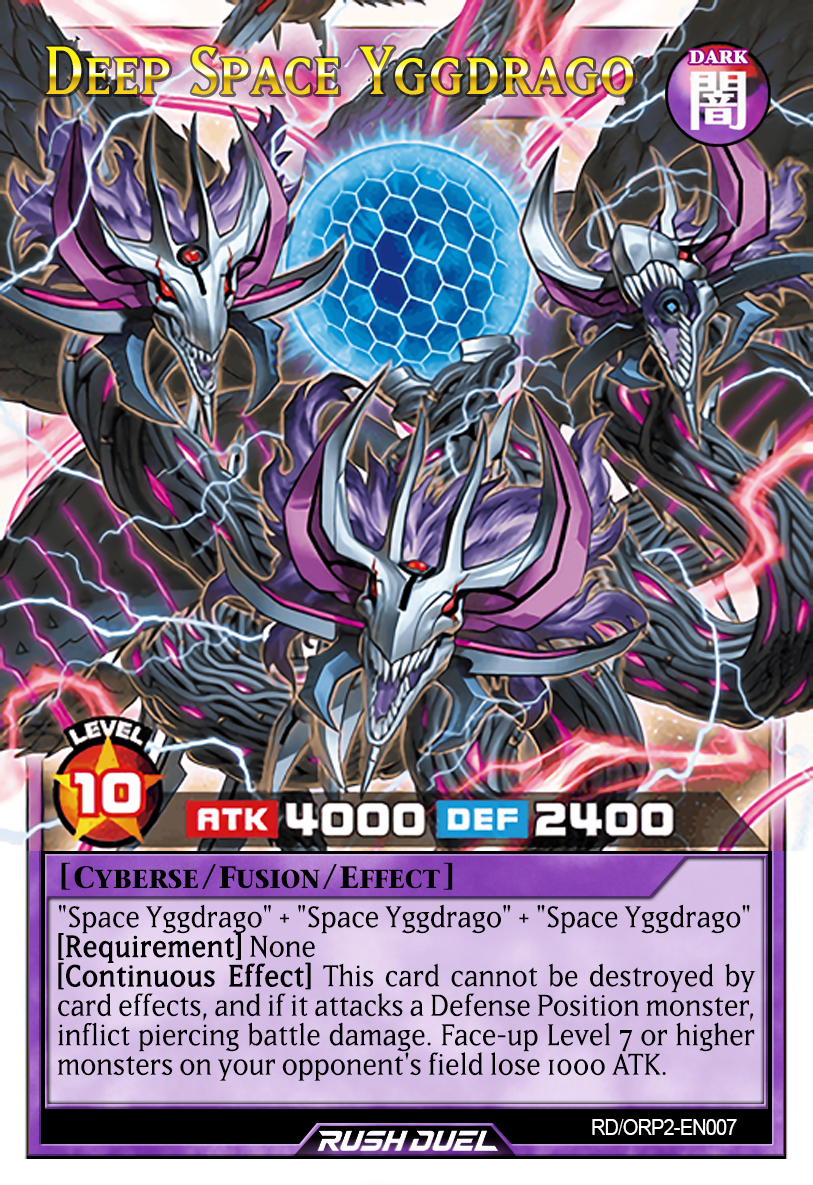 Deep Space Yggdrago
DARK
闇
LEVEL
10
ATK 4000 DEF 2400
[Cyberse/Fusion/Effect]
"Space Yggdrago" + "Space Yggdrago" + "Space Yggdrago"
[Requirement] None
[Continuous Effect] This card cannot be destroyed by
card effects, and if it attacks a Defense Position monster,
inflict piercing battle damage. Face-up Level 7 or higher
monsters on your opponent's field lose 1000 ATK.
RD/ORP2-EN007
RUSH DUEL